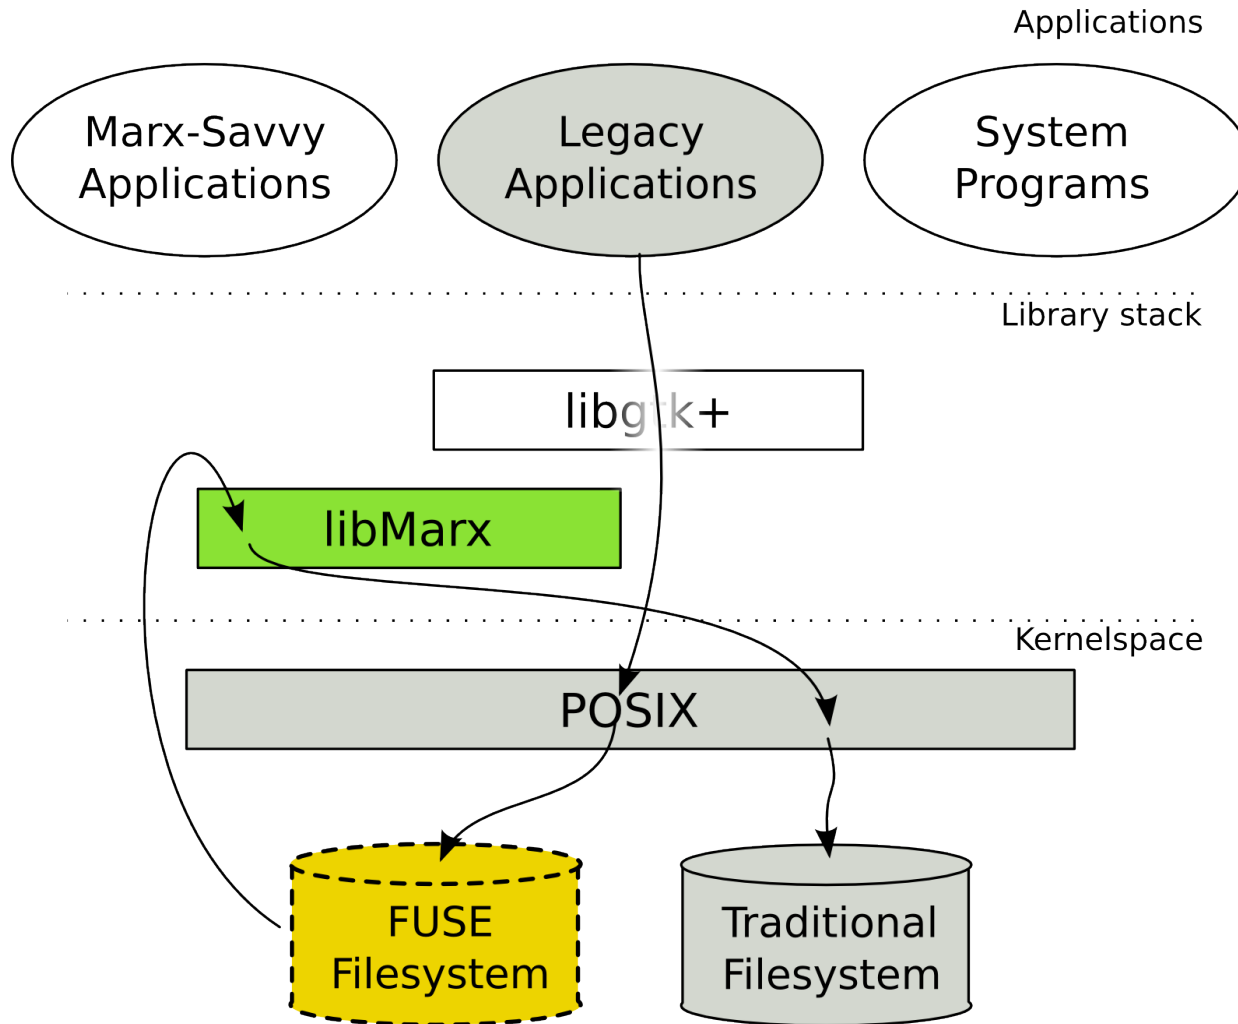 Applications
Marx-Savvy
Applications
Legacy
Applications
System
Programs
Library stack
libgtk+
libMarx
Kernelspace
POSIX
FUSE
Filesystem
Traditional
Filesystem